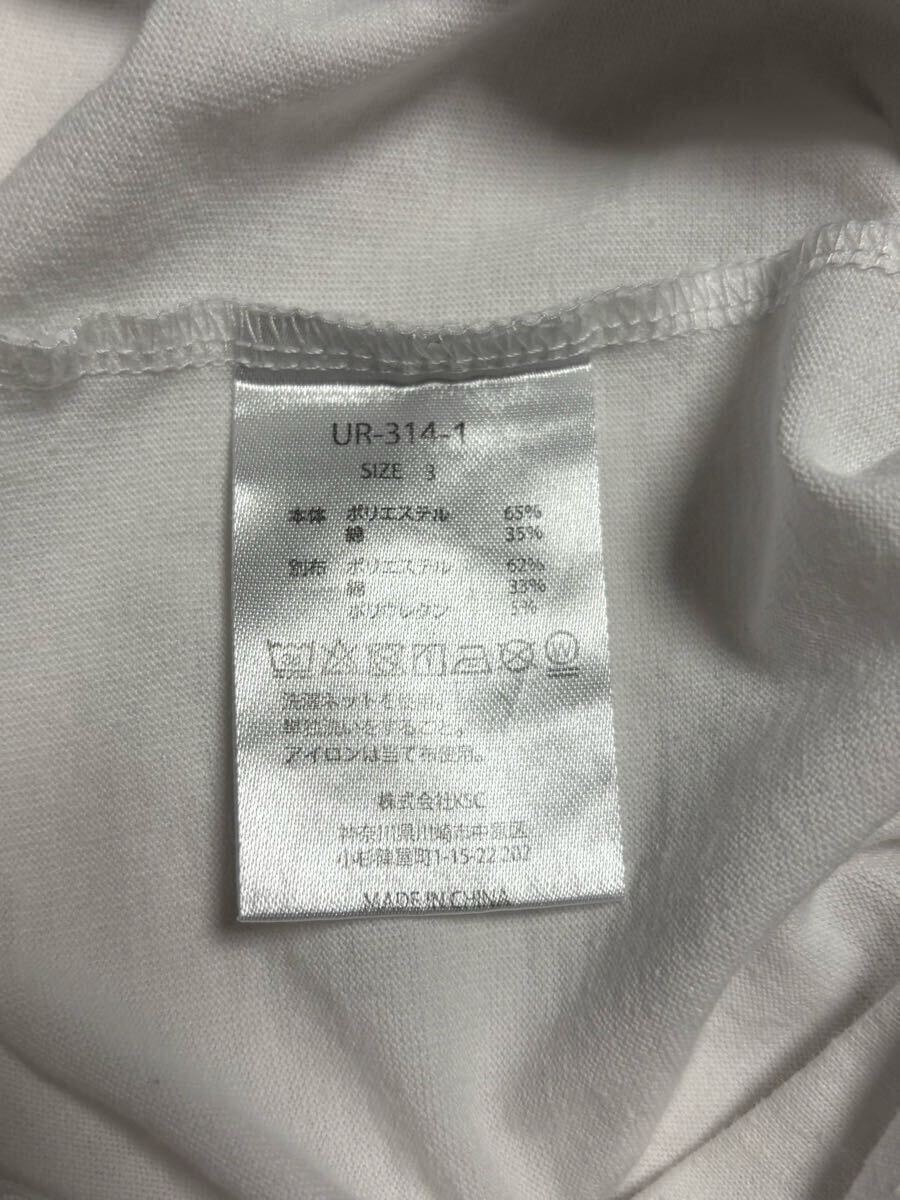 UR-314-1
SIZE 3
本体 ポリエステル 65%
綿 35%
別布 ポリエステル 62%
綿 33%
ポリウレタン 5%
洗濯ネットを使用。
単独洗いをすること。
アイロンは当て布使用。
株式会社KSC
神奈川県川崎市中原区
小杉陣屋町1-15-22 202
MADE IN CHINA